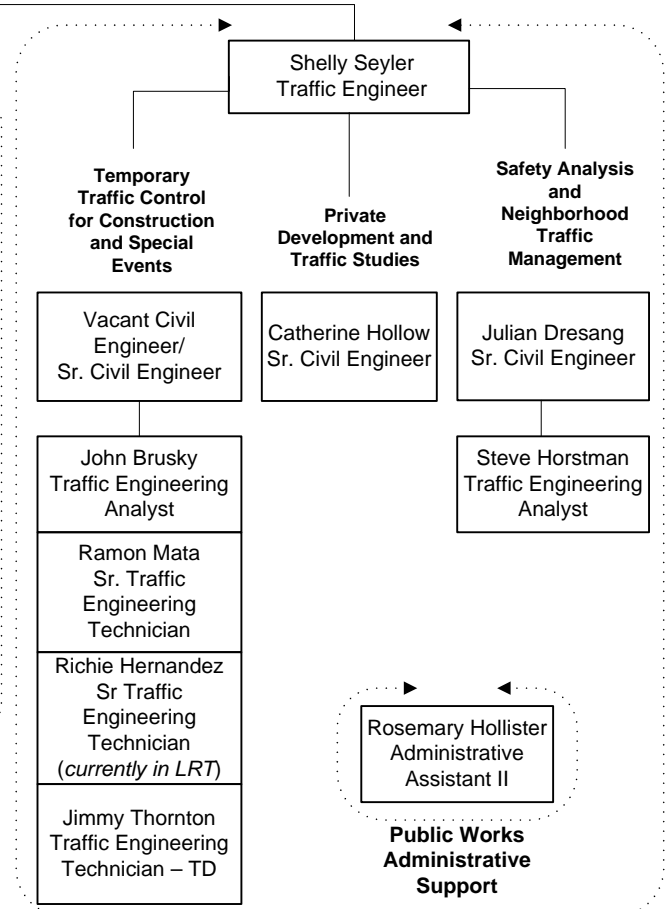 Shelly Seyler
Traffic Engineer
Temporary
Traffic Control
for Construction
and Special
Events
Private
Development and
Traffic Studies
Safety Analysis
and
Neighborhood
Traffic
Management
Vacant Civil
Engineer/
Sr. Civil Engineer
Catherine Hollow
Sr. Civil Engineer
Julian Dresang
Sr. Civil Engineer
John Brusky
Traffic Engineering
Analyst
Steve Horstman
Traffic Engineering
Analyst
Ramon Mata
Sr. Traffic
Engineering
Technician
Richie Hernandez
Sr Traffic
Engineering
Technician
(currently in LRT)
Jimmy Thornton
Traffic Engineering
Technician – TD
Rosemary Hollister
Administrative
Assistant II
Public Works
Administrative
Support